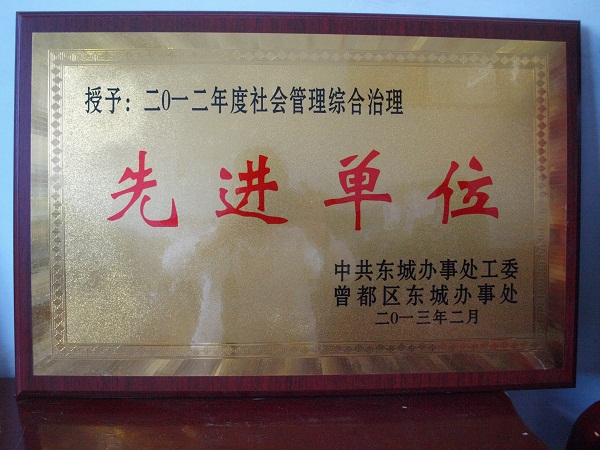 授予：二0一二年度社会管理综合治理
先进单位
中共东城办事处工委
曾都区东城办事处
二0一三年二月